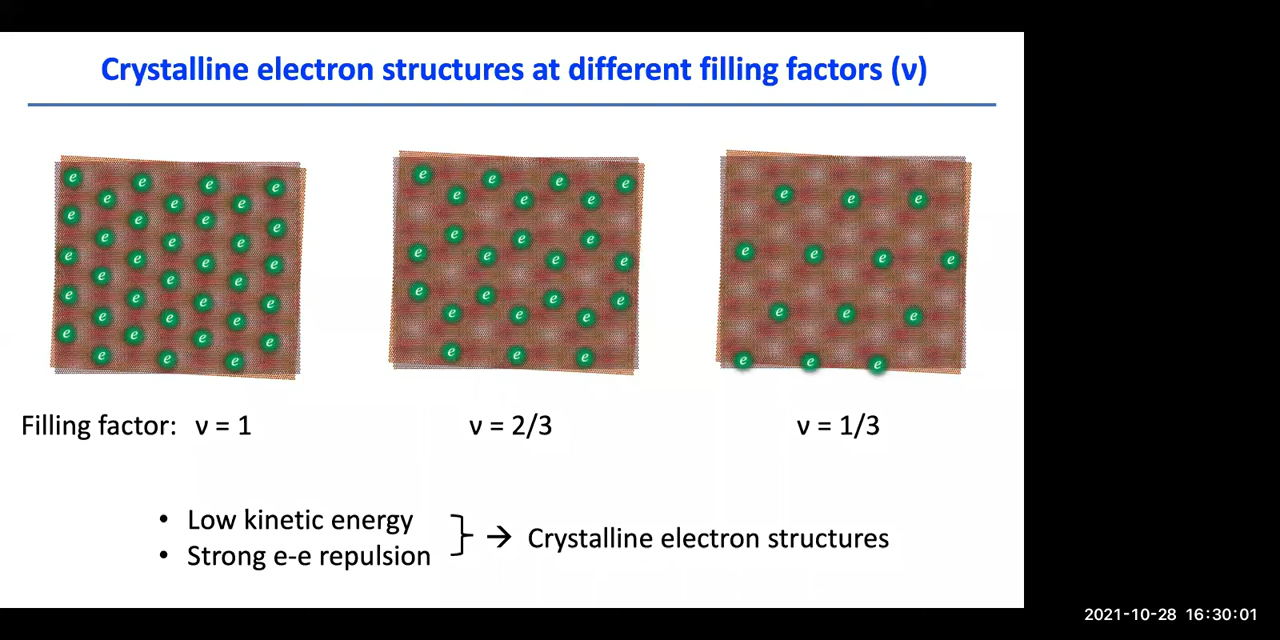 Crystalline electron structures at different filling factors (ν)
e e e e e e e e e e e e e e e e e e e e e e e e e e e e e e e e e e e e e e
e e e e e e e e e e e e e e e e e e e e e e e e e
e e e e e e e e e e e e e
Filling factor: ν = 1
ν = 2/3
ν = 1/3
• Low kinetic energy
• Strong e-e repulsion
} → Crystalline electron structures
2021-10-28 16:30:01